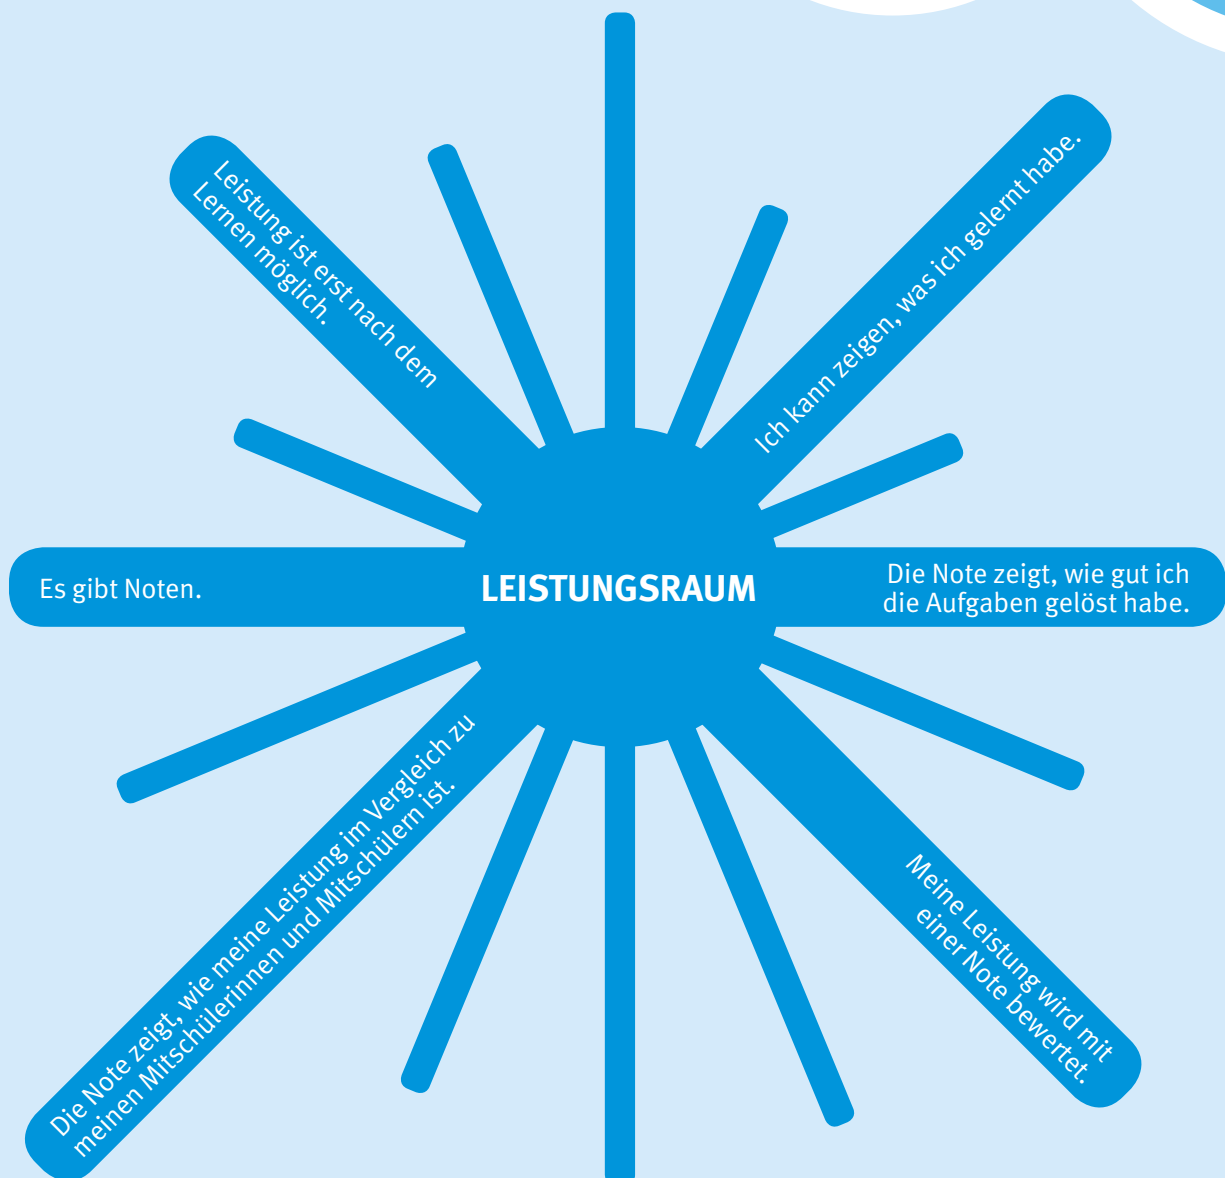 Leistung ist erst nach dem
Lernen möglich.
Ich kann zeigen, was ich gelernt habe.
Es gibt Noten.
LEISTUNGSRAUM
Die Note zeigt, wie gut ich
die Aufgaben gelöst habe.
Die Note zeigt, wie meine Leistung im Vergleich zu
meinen Mitschülerinnen und Mitschülern ist.
Meine Leistung wird mit
einer Note bewertet.